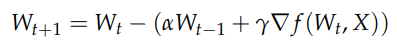 W_{t+1} = W_t − (αW_{t−1} + γ∇f(W_t, X))